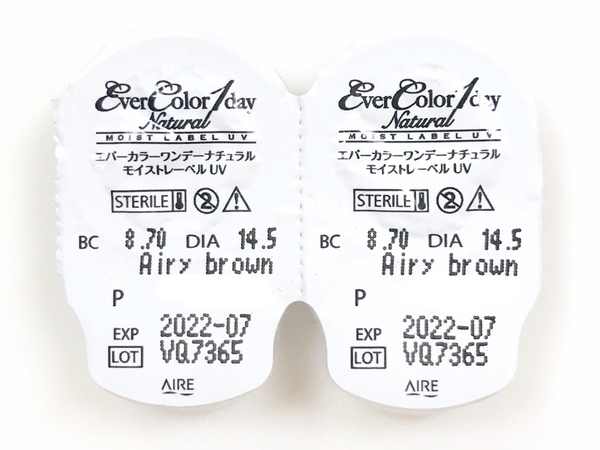 EverColor1day
Natural
MOIST LABEL UV
エバーカラーワンデーナチュラル
モイストレーベル UV
STERILE
BC 8.70 DIA 14.5
Airy brown
P
EXP 2022-07
LOT VQ7365
AIRE
EverColor1day
Natural
MOIST LABEL UV
エバーカラーワンデーナチュラル
モイストレーベル UV
STERILE
BC 8.70 DIA 14.5
Airy brown
P
EXP 2022-07
LOT VQ7365
AIRE